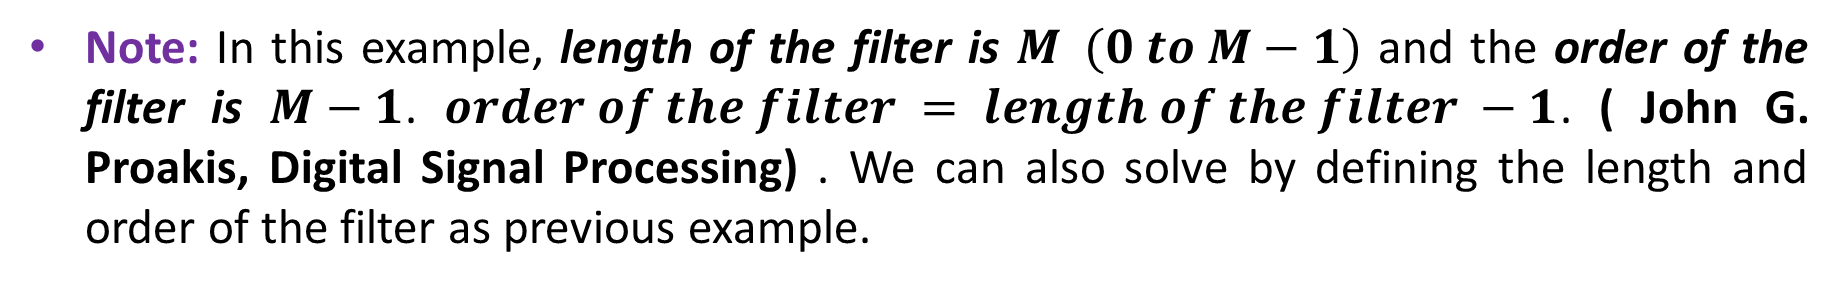 • Note: In this example, length of the filter is M (0 to M − 1) and the order of the
filter is M − 1. order of the filter = length of the filter − 1. ( John G.
Proakis, Digital Signal Processing) . We can also solve by defining the length and
order of the filter as previous example.